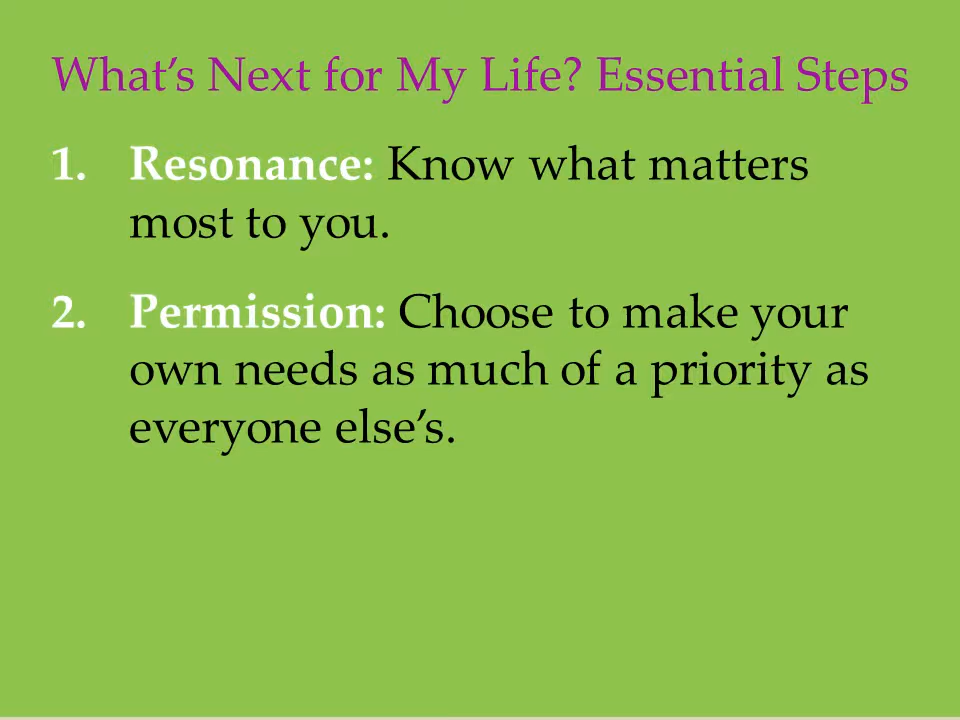 What’s Next for My Life? Essential Steps
1. Resonance: Know what matters
most to you.
2. Permission: Choose to make your
own needs as much of a priority as
everyone else’s.